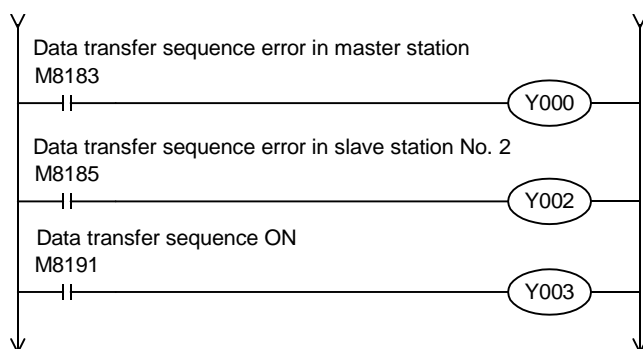 Data transfer sequence error in master station
M8183
Y000
Data transfer sequence error in slave station No. 2
M8185
Y002
Data transfer sequence ON
M8191
Y003